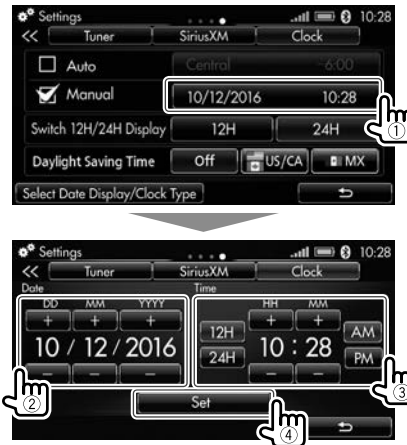 Settings 10:28
<< Tuner SiriusXM Clock
Auto Central -6:00
Manual 10/12/2016 10:28
①
Switch 12H/24H Display 12H 24H
Daylight Saving Time Off US/CA MX
Select Date Display/Clock Type
Settings 10:28
<< Tuner SiriusXM Clock
Date Time
DD MM YYYY HH MM
+ + + + +
12H AM
10 / 12 / 2016 10 : 28
24H PM
- - - - -
② ③
Set
④